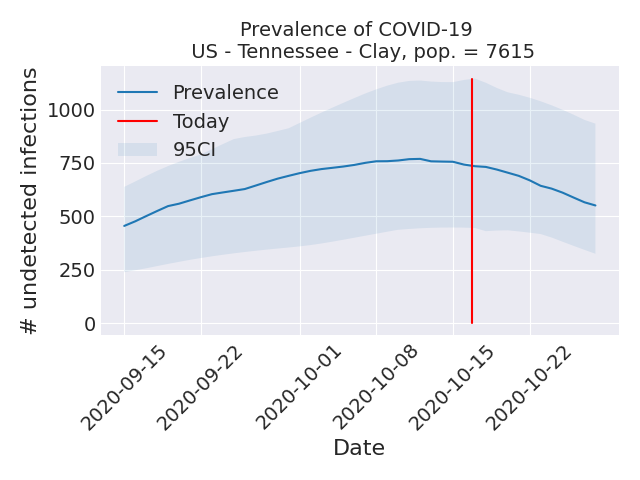 Prevalence of COVID-19
US - Tennessee - Clay, pop. = 7615
Prevalence
Today
95CI
# undetected infections
1000
750
500
250
0
2020-09-15
2020-09-22
2020-10-01
2020-10-08
2020-10-15
2020-10-22
Date